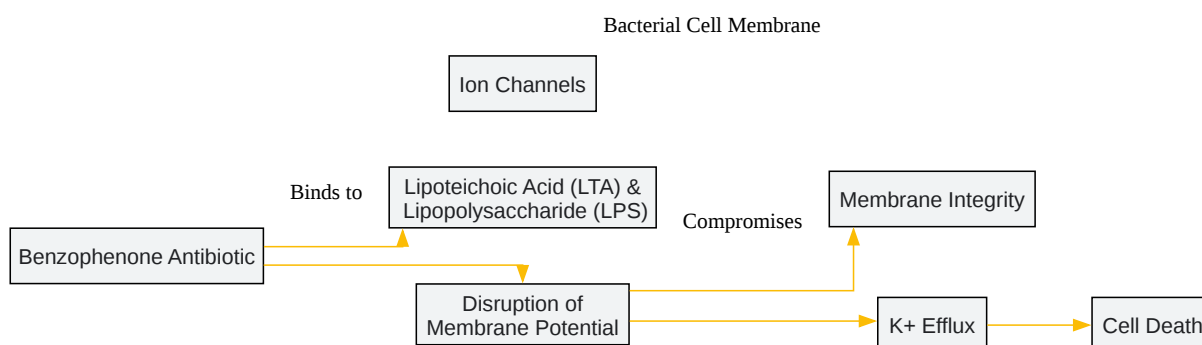 Bacterial Cell Membrane
Ion Channels
Binds to
Lipoteichoic Acid (LTA) &
Lipopolysaccharide (LPS)
Compromises
Membrane Integrity
Benzophenone Antibiotic
Disruption of
Membrane Potential
K+ Efflux
Cell Death